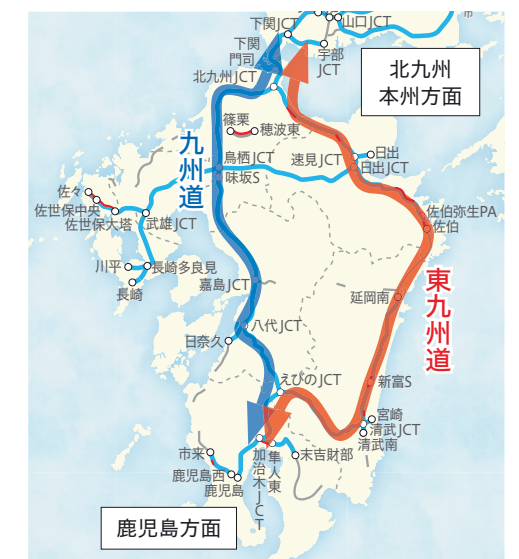 下関JCT
山口JCT
市
下関
門司
宇部
JCT
北九州JCT
北九州
本州方面
篠栗
穂波東
九州道
鳥栖JCT
味坂S
速見JCT
日出
日出JCT
佐々
佐世保中央
佐世保大塔
武雄JCT
佐伯弥生PA
佐伯
川平
長崎多良見
長崎
嘉島JCT
延岡南
東九州道
八代JCT
日奈久
えびのJCT
新富S
宮崎
清武JCT
清武南
市来
鹿児島西
鹿児島
加治木JCT
隼人東
末吉財部
鹿児島方面